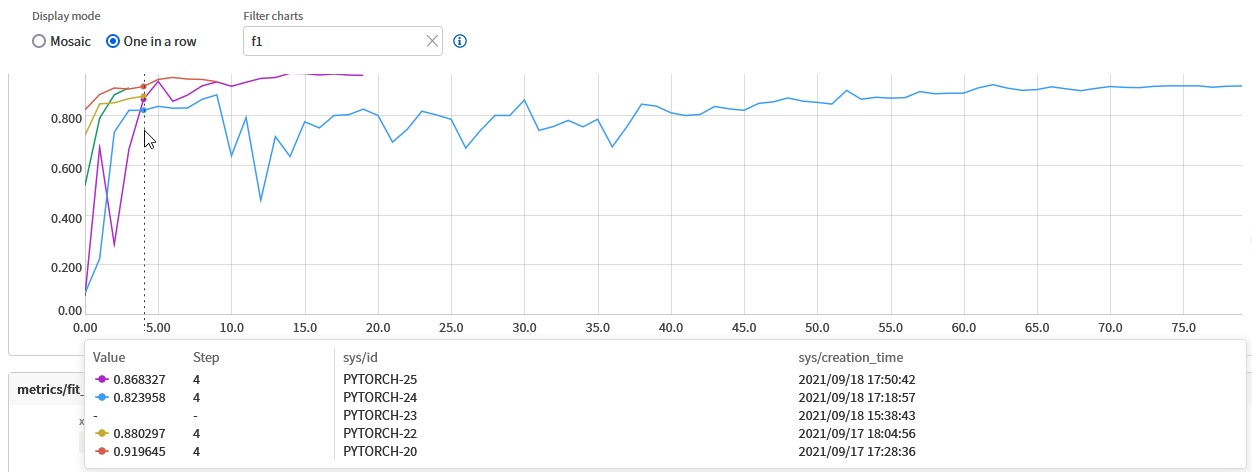 Display mode
Filter charts
Mosaic
One in a row
f1
0.800
0.600
0.400
0.200
0.00
0.00 5.00 10.0 15.0 20.0 25.0 30.0 35.0 40.0 45.0 50.0 55.0 60.0 65.0 70.0 75.0
Value Step sys/id sys/creation_time
0.868327 4 PYTORCH-25 2021/09/18 17:50:42
0.823958 4 PYTORCH-24 2021/09/18 17:18:57
- - PYTORCH-23 2021/09/18 15:38:43
0.880297 4 PYTORCH-22 2021/09/17 18:04:56
0.919645 4 PYTORCH-20 2021/09/17 17:28:36
metrics/fit_
x